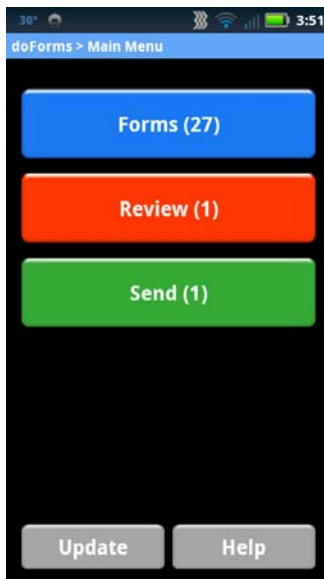 30° 3:51
doForms > Main Menu
Forms (27)
Review (1)
Send (1)
Update Help